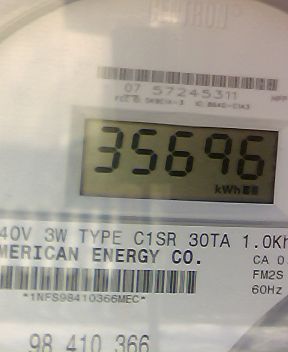 07 57245311
35696
kWh
40V 3W TYPE C1SR 30TA 1.0Kh
MERICAN ENERGY CO.
CA 0
FM2S
60Hz
*1NFS98410366MEC*
98 410 366